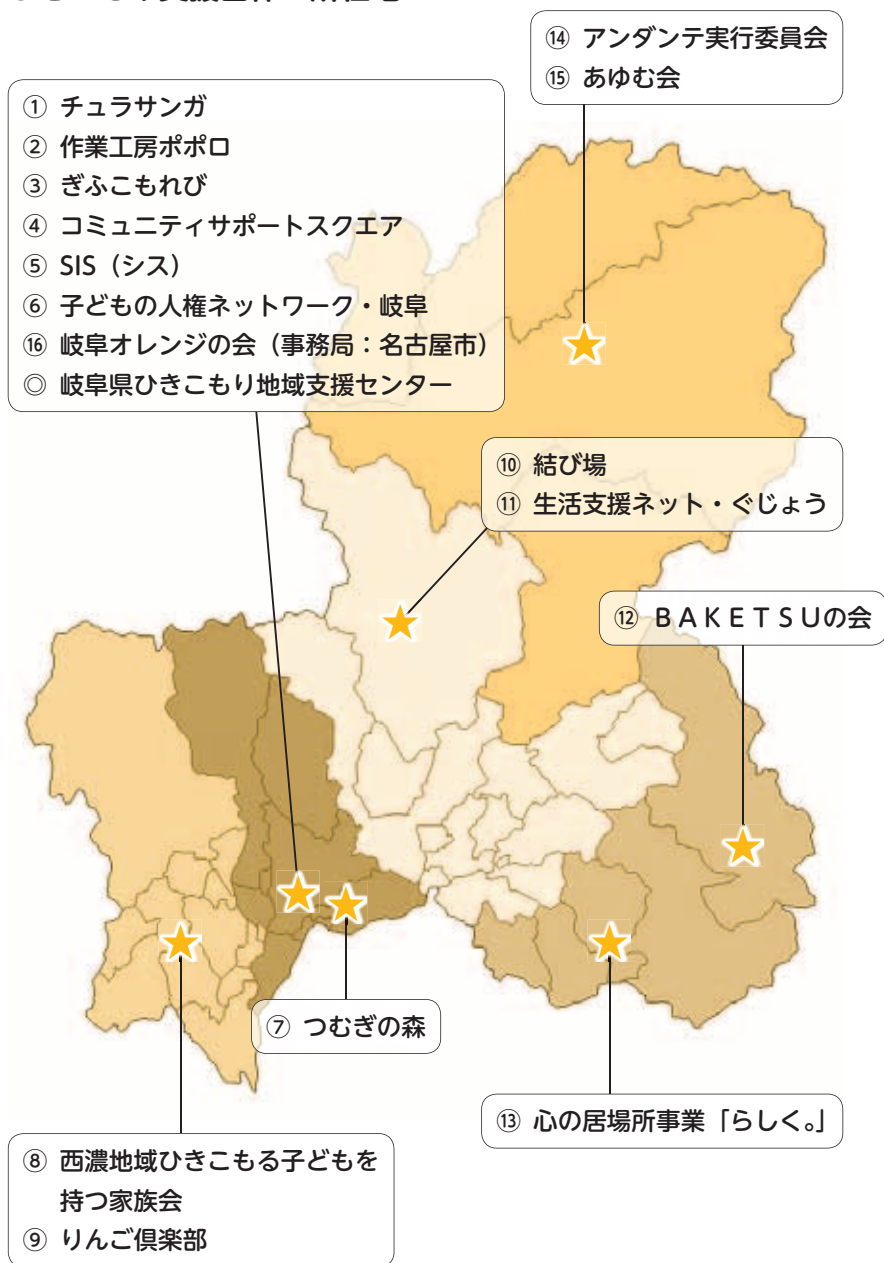 ⑭ アンダンテ実行委員会
⑮ あゆむ会
① チュラサンガ
② 作業工房ポポロ
③ ぎふこもれび
④ コミュニティサポートスクエア
⑤ SIS（シス）
⑥ 子どもの人権ネットワーク・岐阜
⑯ 岐阜オレンジの会（事務局：名古屋市）
◎ 岐阜県ひきこもり地域支援センター
⑩ 結び場
⑪ 生活支援ネット・ぐじょう
⑫ ＢＡＫＥＴＳＵの会
⑦ つむぎの森
⑬ 心の居場所事業「らしく。」
⑧ 西濃地域ひきこもる子どもを
持つ家族会
⑨ りんご倶楽部